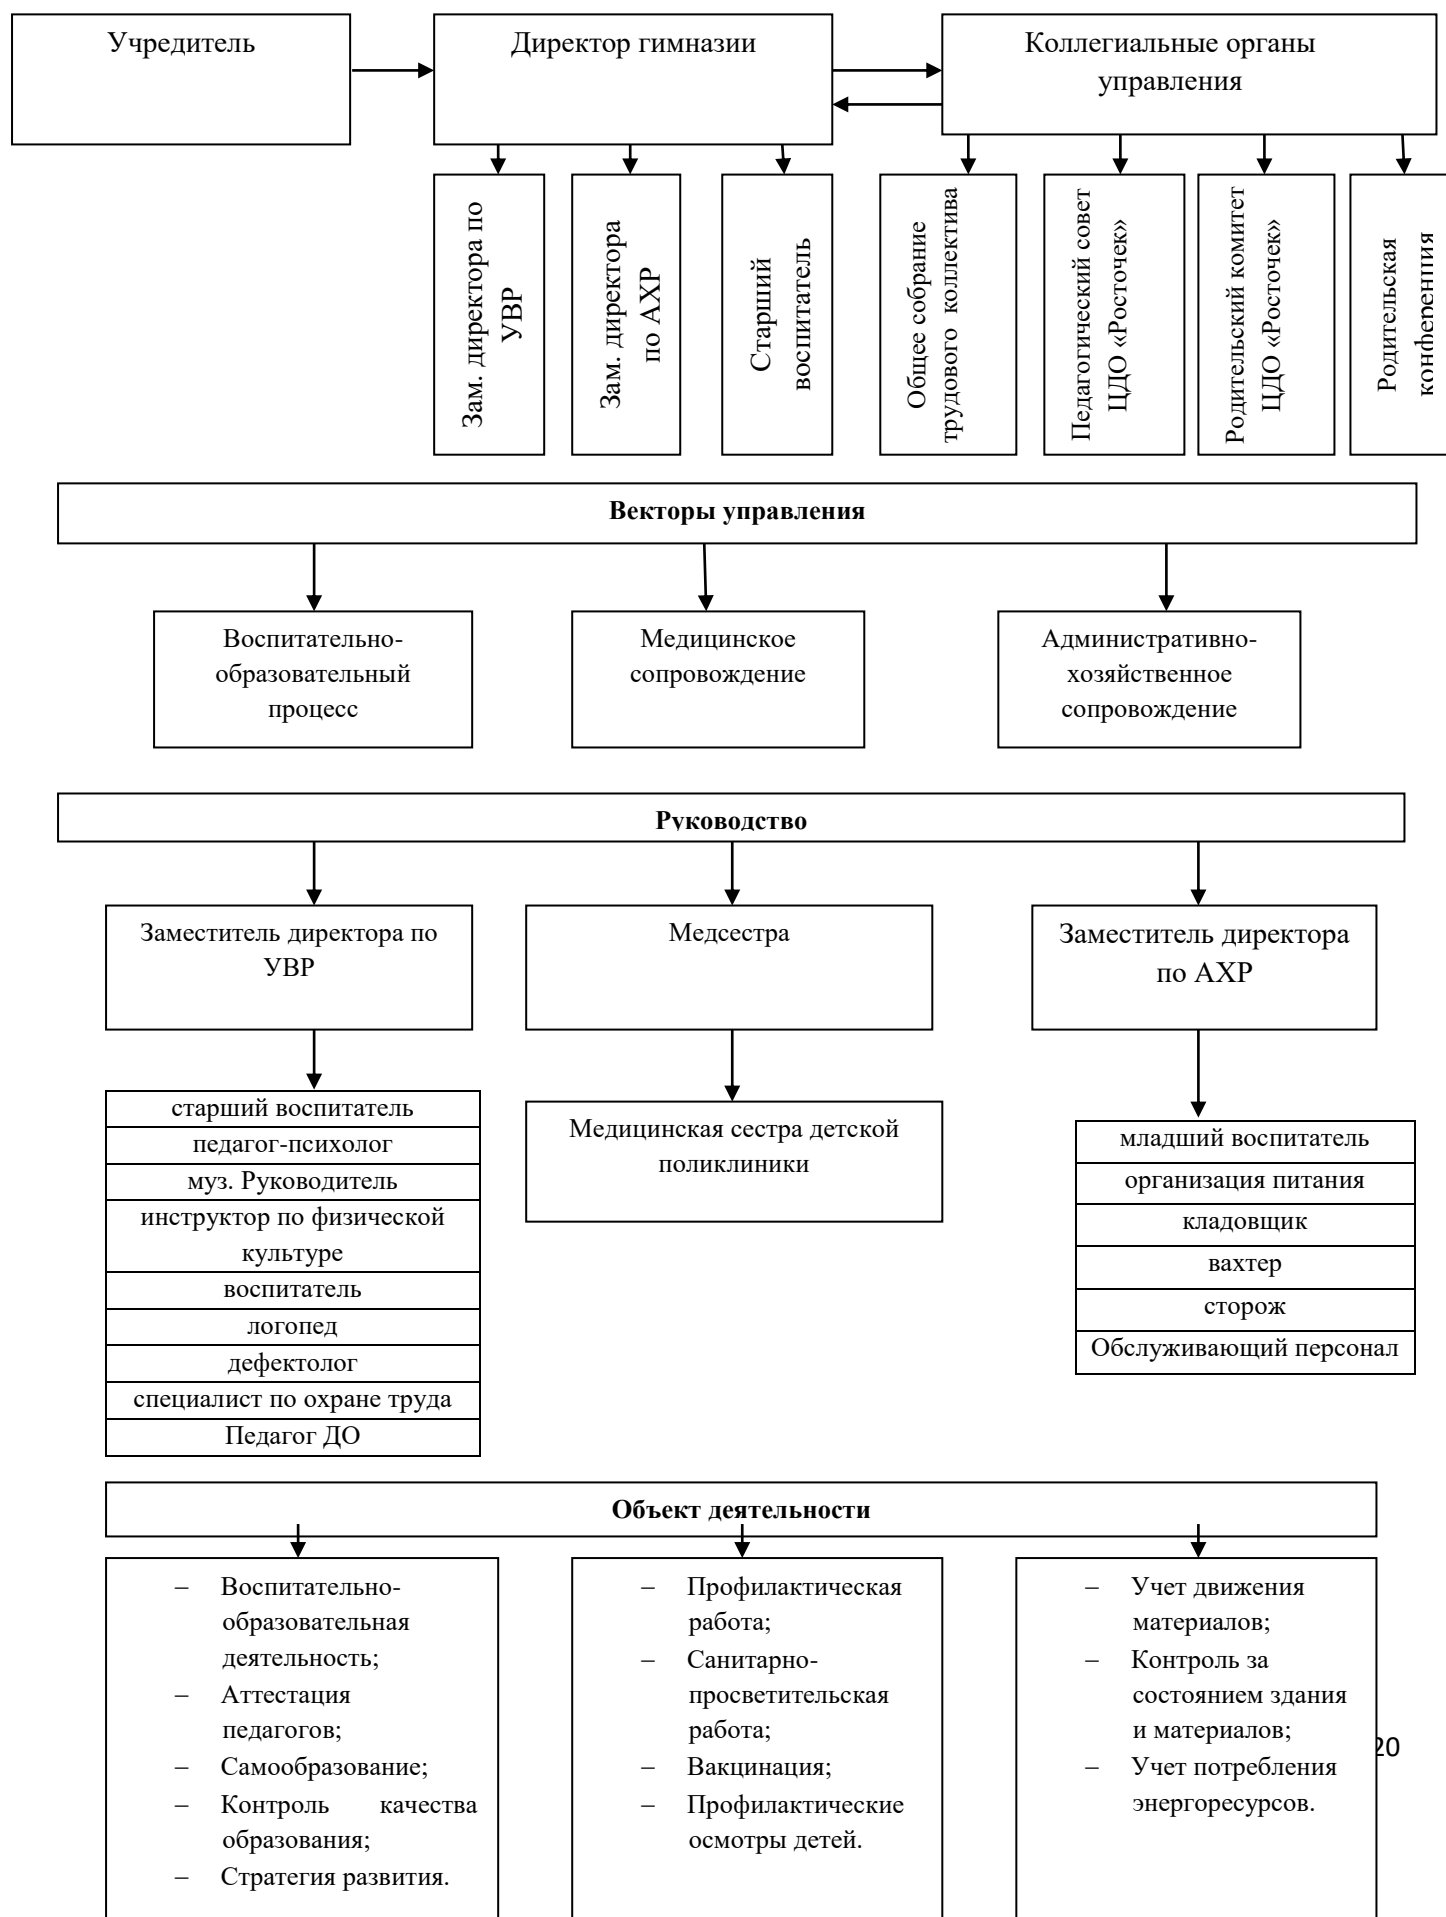 Учредитель
Директор гимназии
Коллегиальные органы
управления
Зам. директора по
УВР
Зам. директора
по АХР
Старший
воспитатель
Общее собрание
трудового коллектива
Педагогический совет
ЦДО «Росточек»
Родительский комитет
ЦДО «Росточек»
Родительская
конференция
Векторы управления
Воспитательно-
образовательный
процесс
Медицинское
сопровождение
Административно-
хозяйственное
сопровождение
Руководство
Заместитель директора по
УВР
Медсестра
Заместитель директора
по АХР
старший воспитатель
педагог-психолог
муз. Руководитель
инструктор по физической
культуре
воспитатель
логопед
дефектолог
специалист по охране труда
Педагог ДО
Медицинская сестра детской
поликлиники
младший воспитатель
организация питания
кладовщик
вахтер
сторож
Обслуживающий персонал
Объект деятельности
– Воспитательно-
образовательная
деятельность;
– Аттестация
педагогов;
– Самообразование;
– Контроль качества
образования;
– Стратегия развития.
– Профилактическая
работа;
– Санитарно-
просветительская
работа;
– Вакцинация;
– Профилактические
осмотры детей.
– Учет движения
материалов;
– Контроль за
состоянием здания
и материалов;
– Учет потребления
энергоресурсов.
20